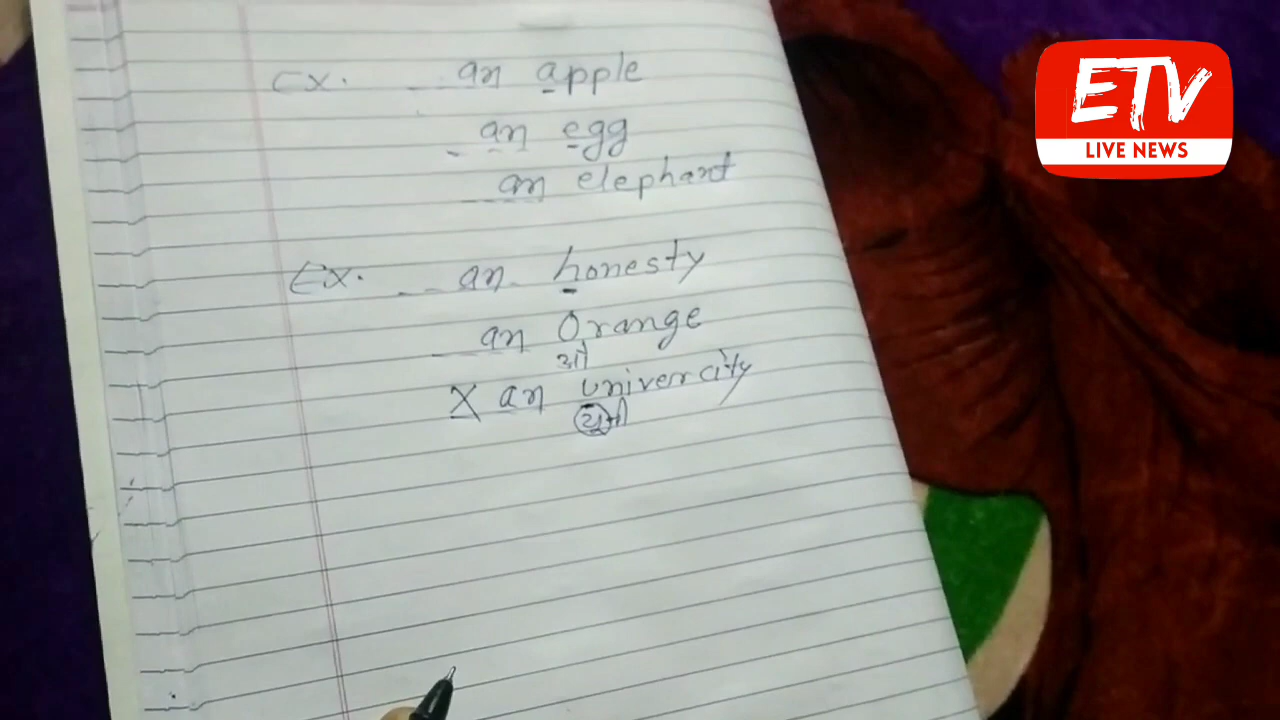 Ex. an apple
an egg
an elephant
Ex. an honesty
an Orange
ओ
X an univercity
यूनी
ETV
LIVE NEWS